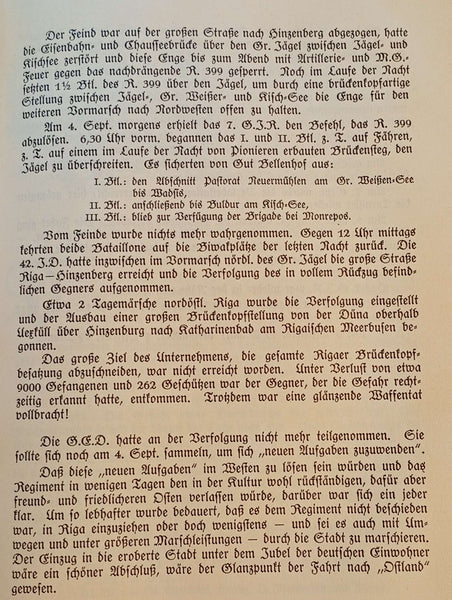 Der Feind war auf der großen Straße nach Hinzenberg abgezogen, hatte
die Eisenbahn- und Chausseebrücke über den Gr. Jägel zwischen Jägel- und
Kischsee zerstört und diese Enge bis zum Abend mit Artillerie- und M.G.-
Feuer gegen das nachdrängende R. 399 gesperrt. Noch im Laufe der Nacht
setzten 1½ Btl. des R. 399 über den Jägel, um durch eine brückenkopfartige
Stellung zwischen Jägel-, Gr. Weißer- und Kisch-See die Enge für den
weiteren Vormarsch nach Nordwesten offen zu halten.
Am 4. Sept. morgens erhielt das 7. G.J.R. den Befehl, das R. 399
abzulösen. 6,30 Uhr vorm. begannen das I. und II. Btl. z. T. auf Fähren,
z. T. auf einem im Laufe der Nacht von Pionieren erbauten Brückensteg, den
Jägel zu überschreiten. Es sicherten von Gut Bellenhof aus:
I. Btl.: den Abschnitt Pastorat Neuermühlen am Gr. Weißen-See
bis Wadsis,
II. Btl.: anschließend bis Buldur am Kisch-See,
III. Btl.: blieb zur Verfügung der Brigade bei Monrepos.
Vom Feinde wurde nichts mehr wahrgenommen. Gegen 12 Uhr mittags
kehrten beide Bataillone auf die Biwakplätze der letzten Nacht zurück. Die
42. J.D. hatte inzwischen im Vormarsch nördl. des Gr. Jägel die große Straße
Riga—Hinzenberg erreicht und die Verfolgung des in vollem Rückzug befind-
lichen Gegners aufgenommen.
Etwa 2 Tagemärsche nordöstl. Riga wurde die Verfolgung eingestellt
und der Ausbau einer großen Brückenkopfstellung von der Düna oberhalb
Uexküll über Hinzenburg nach Katharinenbad am Rigaischen Meerbusen be-
gonnen.
Das große Ziel des Unternehmens, die gesamte Rigaer Brückenkopf-
besatzung abzuschneiden, war nicht erreicht worden. Unter Verlust von etwa
9000 Gefangenen und 262 Geschützen war der Gegner, der die Gefahr recht-
zeitig erkannt hatte, entkommen. Trotzdem war eine glänzende Waffentat
vollbracht!
Die G.E.D. hatte an der Verfolgung nicht mehr teilgenommen. Sie
sollte sich noch am 4. Sept. sammeln, um sich „neuen Aufgaben zuzuwenden“.
Daß diese „neuen Aufgaben“ im Westen zu lösen sein würden und das
Regiment in wenigen Tagen den in der Kultur wohl rückständigen, dafür aber
freund- und friedlicheren Osten verlassen würde, darüber war sich ein jeder
klar. Um so lebhafter wurde bedauert, daß es dem Regiment nicht beschieden
war, in Riga einzuziehen oder doch wenigstens — und sei es auch mit Um-
wegen und unter größeren Marschleistungen — durch die Stadt zu marschieren.
Der Einzug in die eroberte Stadt unter dem Jubel der deutschen Einwohner
wäre ein schöner Abschluß, wäre der Glanzpunkt der Fahrt nach „Ostland“
gewesen.